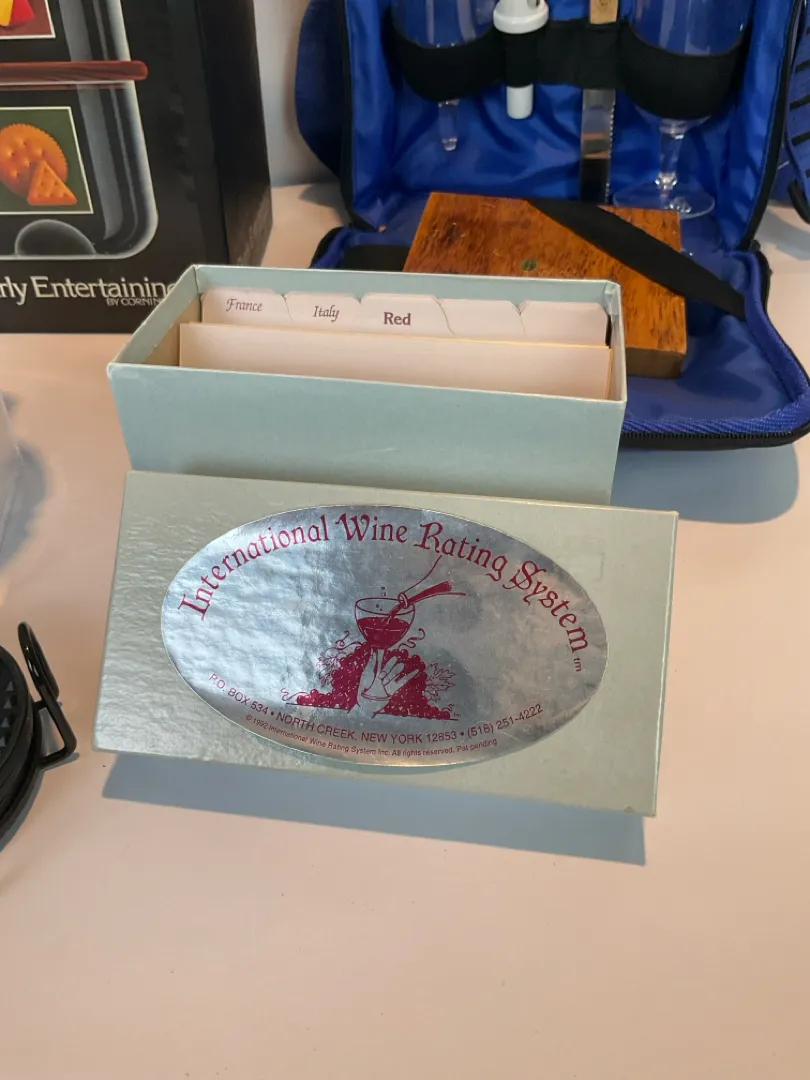 rly Entertaining
BY CORNIN
France
Italy
Red
International Wine Rating System tm
P.O. BOX 534 • NORTH CREEK, NEW YORK 12853 • (518) 251-4222
© 1992 International Wine Rating System Inc. All rights reserved. Pat pending